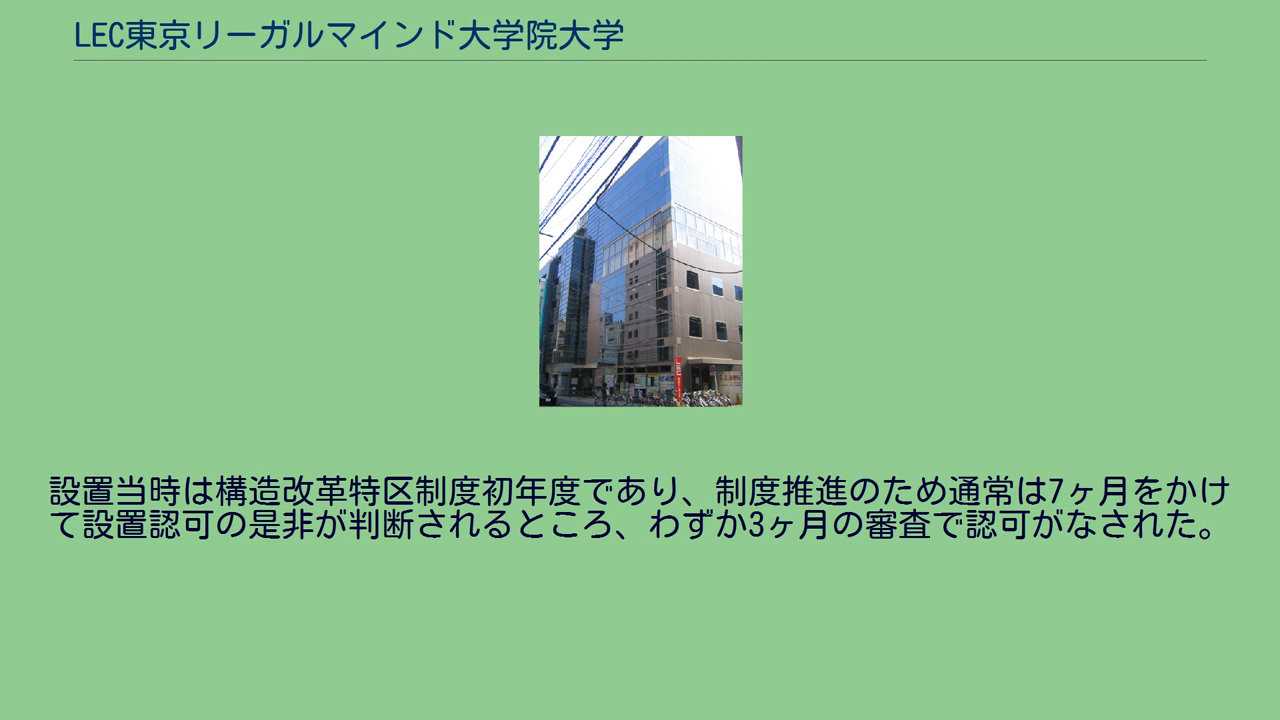 LEC東京リーガルマインド大学院大学
設置当時は構造改革特区制度初年度であり、制度推進のため通常は7ヶ月をかけ
て設置認可の是非が判断されるところ、わずか3ヶ月の審査で認可がなされた。